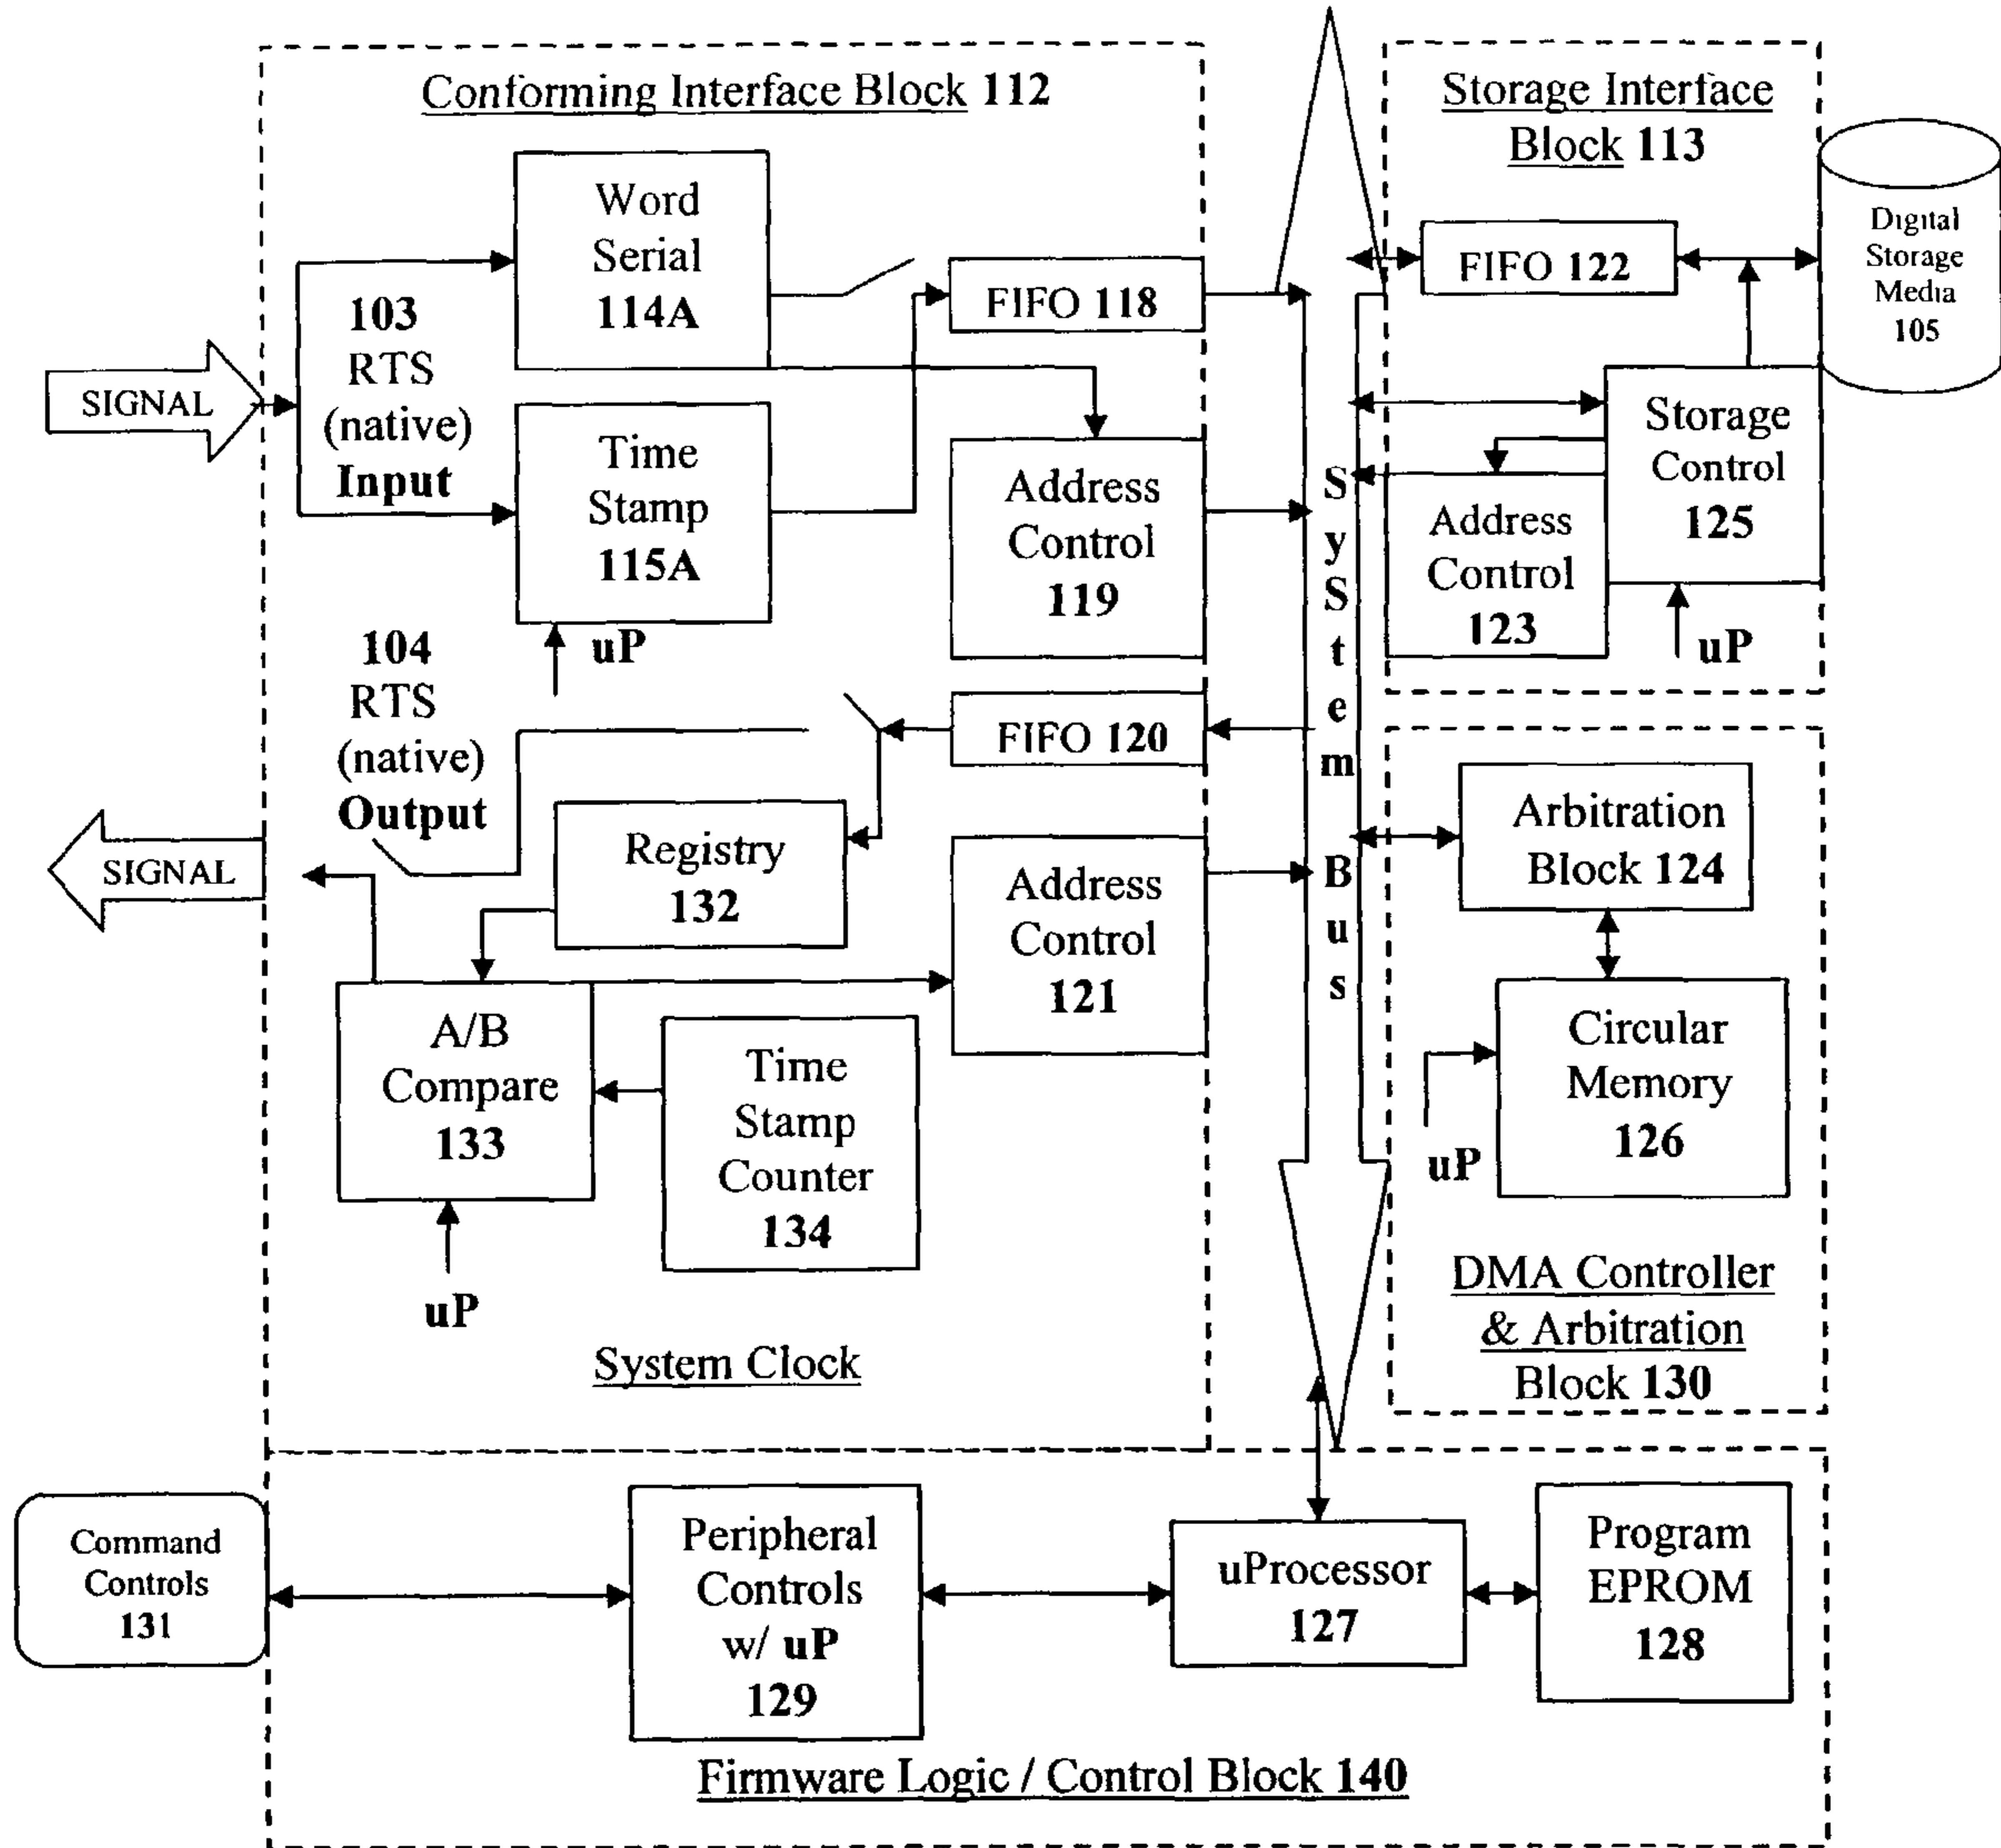 Conforming Interface Block 112
Storage Interface
Block 113
Word
Serial
114A
FIFO 118
FIFO 122
Digital
Storage
Media
105
103
RTS
(native)
Input
SIGNAL
Time
Stamp
115A
uP
Address
Control
119
Storage
Control
125
Address
Control
123
uP
System Bus
104
RTS
(native)
Output
SIGNAL
FIFO 120
Registry
132
Address
Control
121
Arbitration
Block 124
A/B
Compare
133
uP
Time
Stamp
Counter
134
Circular
Memory
126
uP
DMA Controller
& Arbitration
Block 130
System Clock
Command
Controls
131
Peripheral
Controls
w/ uP
129
uProcessor
127
Program
EPROM
128
Firmware Logic / Control Block 140